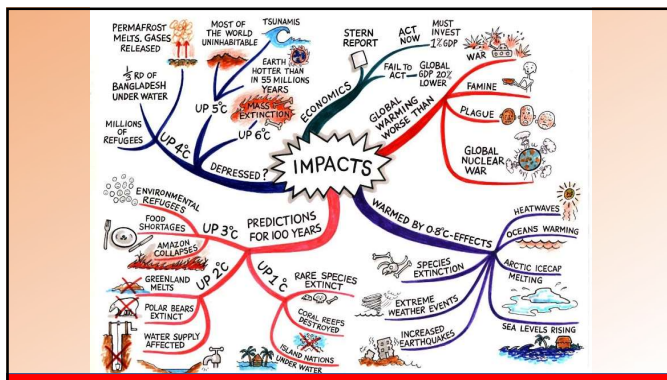 PERMAFROST
MELTS, GASES
RELEASED
MOST OF
THE WORLD
UNINHABITABLE
TSUNAMIS
EARTH
HOTTER THAN
IN 55 MILLIONS
YEARS
MASS
EXTINCTION
⅓ RD OF
BANGLADESH
UNDER WATER
MILLIONS
OF
REFUGEES
UP 4°C
UP 5°C
UP 6°C
DEPRESSED?
STERN
REPORT
ACT
NOW
MUST
INVEST
1% GDP
FAIL TO
ACT
GLOBAL
GDP 20%
LOWER
ECONOMICS
GLOBAL
WARMING
WORSE THAN
WAR
FAMINE
PLAGUE
GLOBAL
NUCLEAR
WAR
IMPACTS
ENVIRONMENTAL
REFUGEES
FOOD
SHORTAGES
AMAZON
COLLAPSES
UP 3°C
PREDICTIONS
FOR 100 YEARS
GREENLAND
MELTS
POLAR BEARS
EXTINCT
WATER SUPPLY
AFFECTED
UP 2°C
UP 1°C
RARE SPECIES
EXTINCT
CORAL REEFS
DESTROYED
ISLAND NATIONS
UNDER WATER
WARMED BY 0.8°C-EFFECTS
HEATWAVES
OCEANS WARMING
ARCTIC ICECAP
MELTING
SEA LEVELS RISING
SPECIES
EXTINCTION
EXTREME
WEATHER EVENTS
INCREASED
EARTHQUAKES